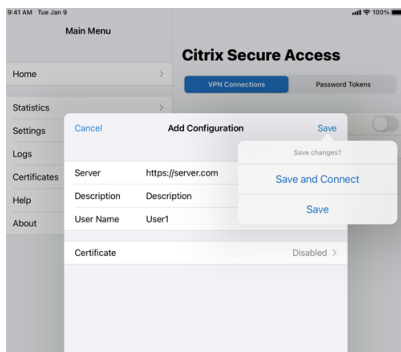 9:41 AM Tue Jan 9
100%
Main Menu
Citrix Secure Access
Home
VPN Connections
Password Tokens
Statistics
Settings
Logs
Certificates
Help
About
Cancel
Add Configuration
Save
Save changes?
Save and Connect
Save
Server https://server.com
Description Description
User Name User1
Certificate Disabled